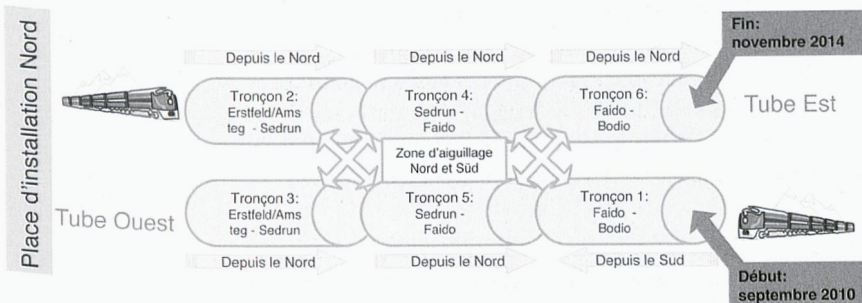 Place d'installation Nord
Fin:
novembre 2014
Depuis le Nord
Depuis le Nord
Depuis le Nord
Tronçon 2:
Erstfeld/Ams
teg - Sedrun
Tronçon 4:
Sedrun -
Faido
Tronçon 6:
Faido -
Bodio
Tube Est
Zone d'aiguillage
Nord et Süd
Tube Ouest
Tronçon 3:
Erstfeld/Ams
teg - Sedrun
Tronçon 5:
Sedrun -
Faido
Tronçon 1:
Faido -
Bodio
Depuis le Nord
Depuis le Nord
Depuis le Sud
Début:
septembre 2010